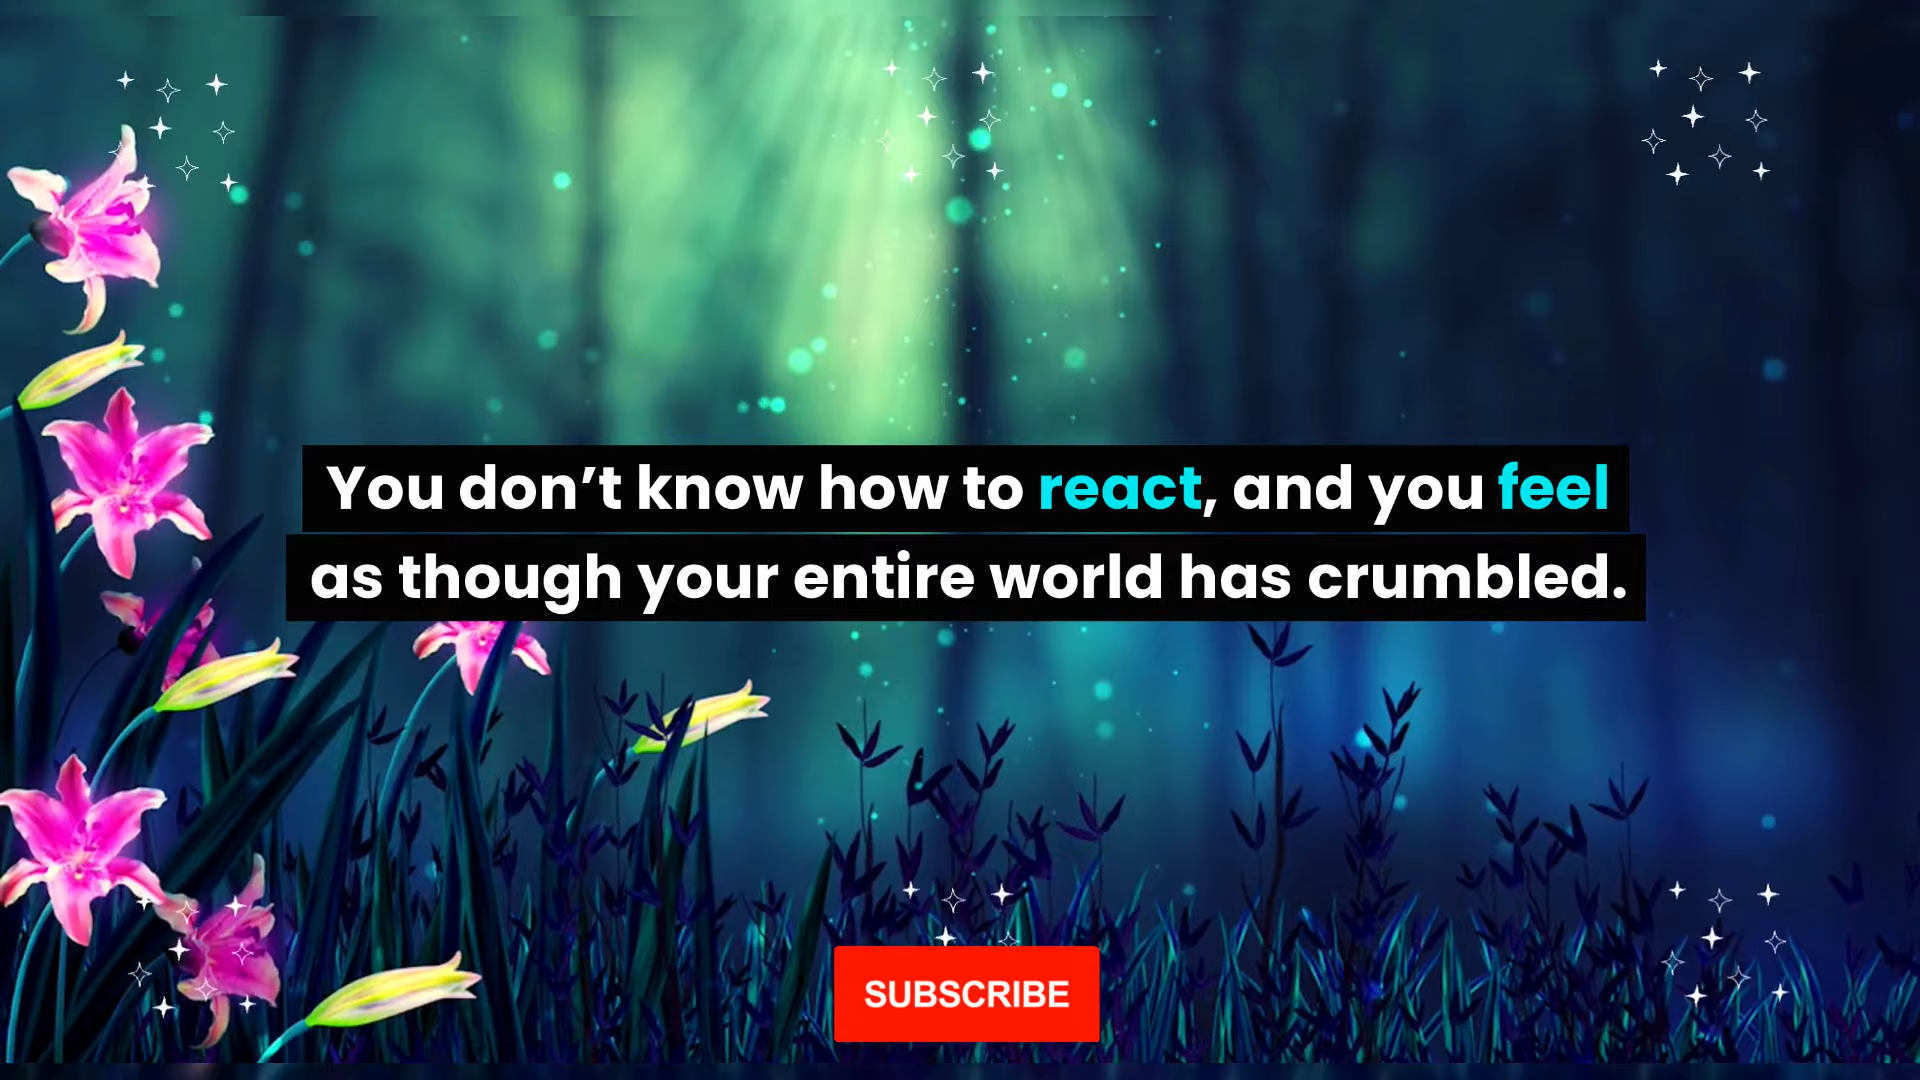 You don’t know how to react, and you feel
as though your entire world has crumbled.
SUBSCRIBE